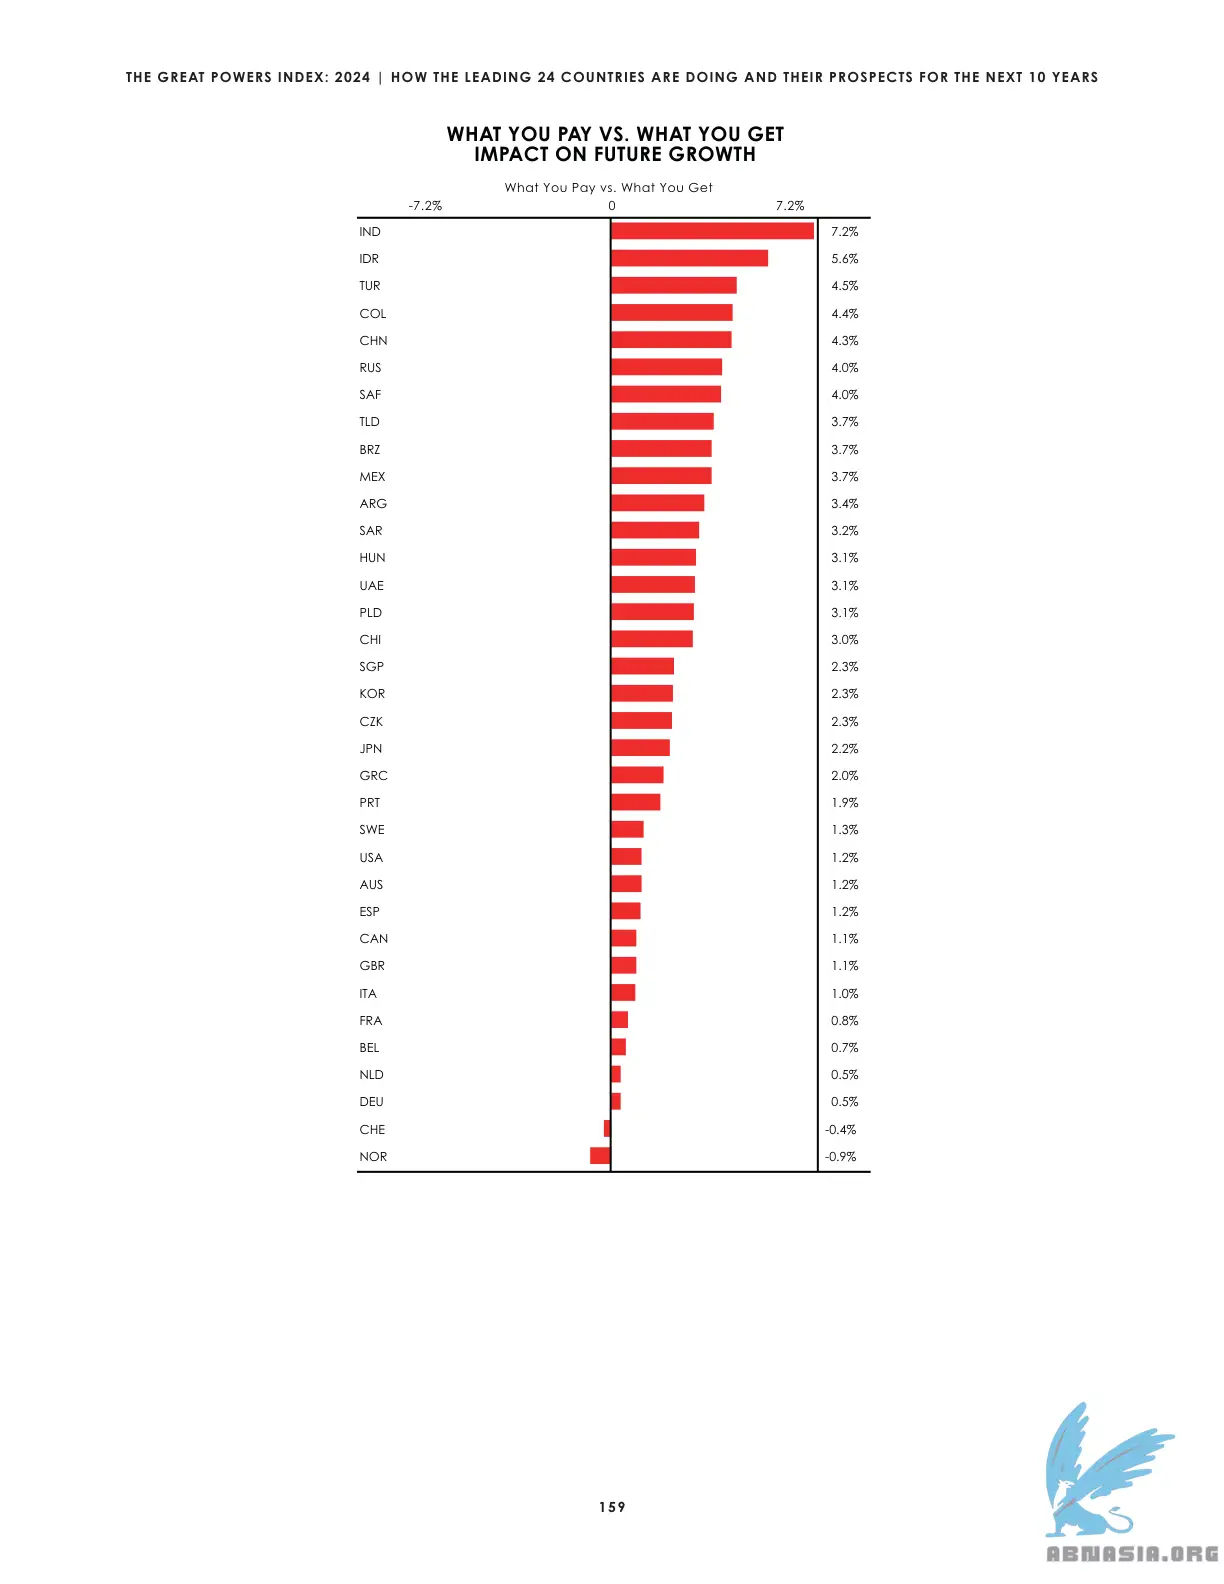 THE GREAT POWERS INDEX: 2024 | HOW THE LEADING 24 COUNTRIES ARE DOING AND THEIR PROSPECTS FOR THE NEXT 10 YEARS
WHAT YOU PAY VS. WHAT YOU GET
IMPACT ON FUTURE GROWTH
What You Pay vs. What You Get
-7.2% 0 7.2%
IND 7.2%
IDR 5.6%
TUR 4.5%
COL 4.4%
CHN 4.3%
RUS 4.0%
SAF 4.0%
TLD 3.7%
BRZ 3.7%
MEX 3.7%
ARG 3.4%
SAR 3.2%
HUN 3.1%
UAE 3.1%
PLD 3.1%
CHI 3.0%
SGP 2.3%
KOR 2.3%
CZK 2.3%
JPN 2.2%
GRC 2.0%
PRT 1.9%
SWE 1.3%
USA 1.2%
AUS 1.2%
ESP 1.2%
CAN 1.1%
GBR 1.1%
ITA 1.0%
FRA 0.8%
BEL 0.7%
NLD 0.5%
DEU 0.5%
CHE -0.4%
NOR -0.9%
159
ABNASIA.ORG